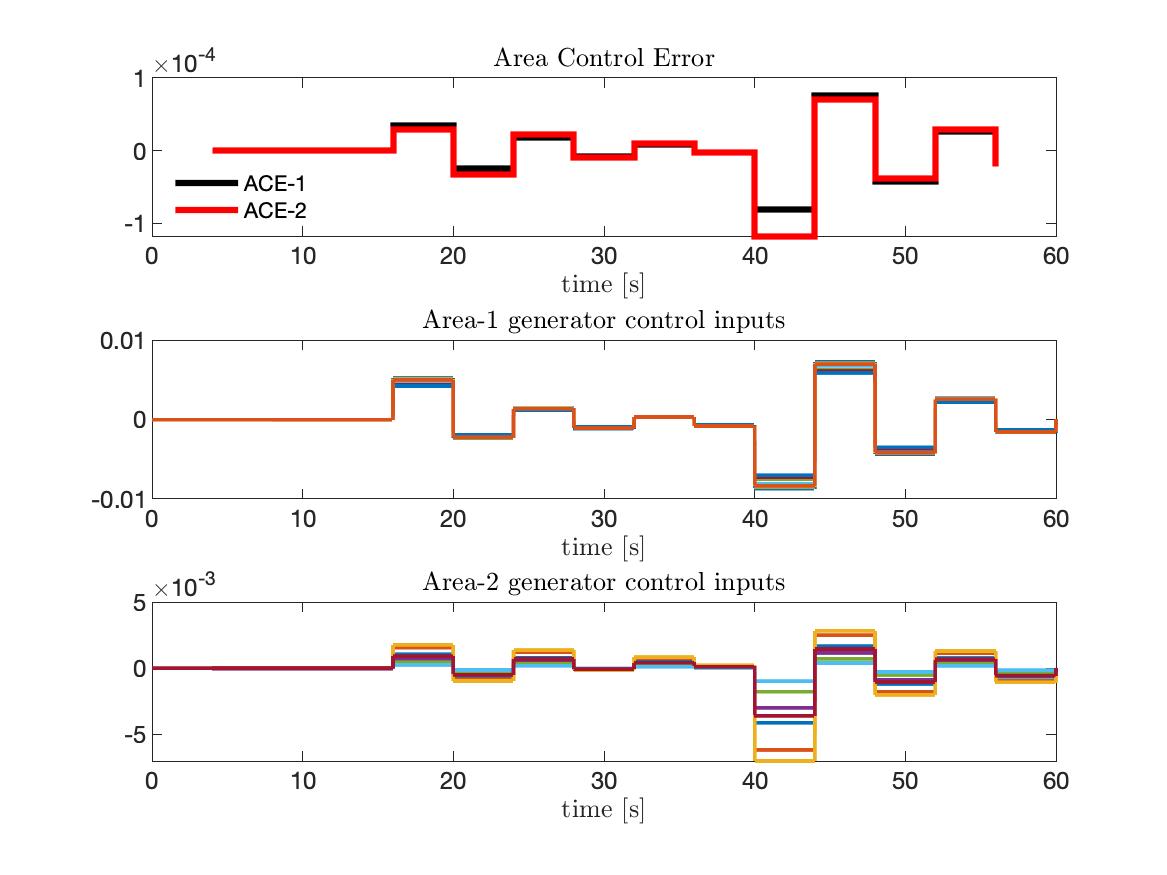 Area Control Error
×10-4
1
0
-1
ACE-1
ACE-2
0 10 20 30 40 50 60
time [s]
Area-1 generator control inputs
0.01
0
-0.01
0 10 20 30 40 50 60
time [s]
Area-2 generator control inputs
×10-3
5
0
-5
0 10 20 30 40 50 60
time [s]